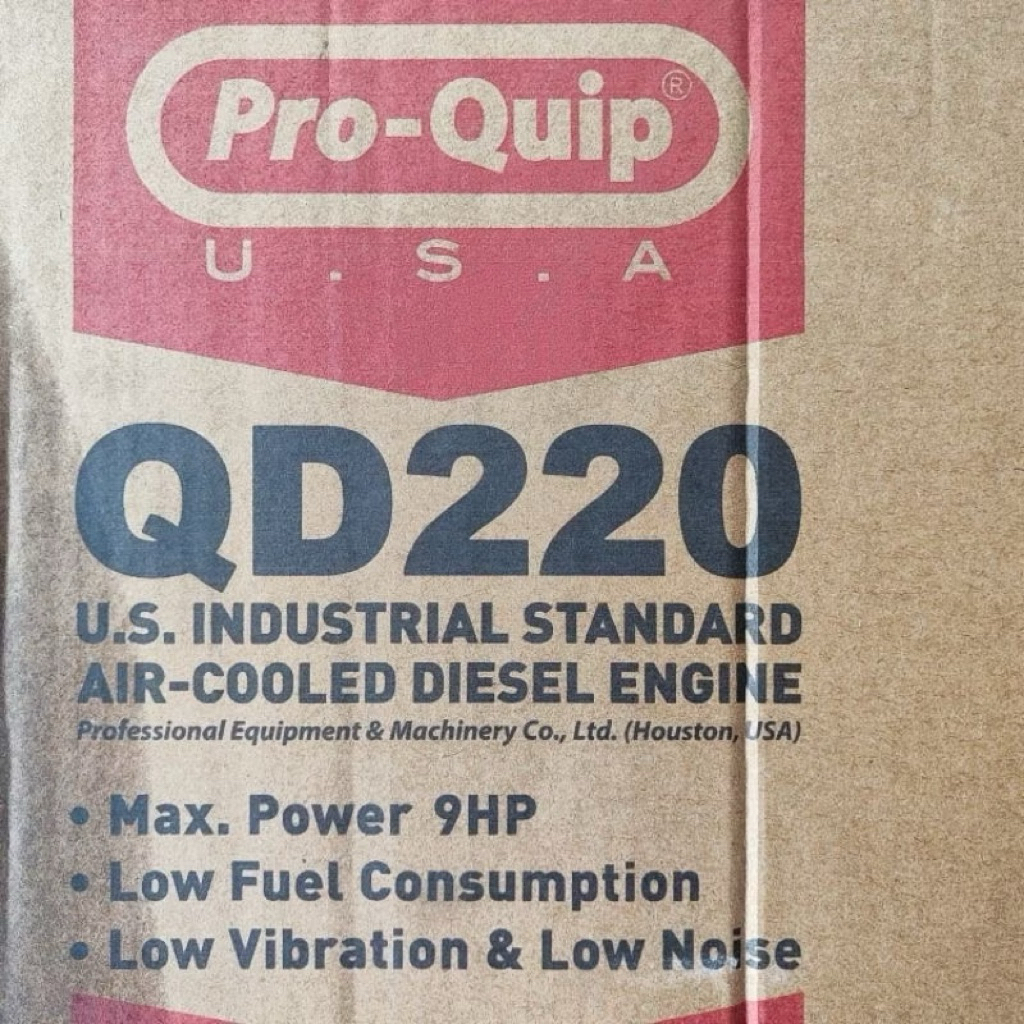 Pro-Quip®
U.S.A
QD220
U.S. INDUSTRIAL STANDARD
AIR-COOLED DIESEL ENGINE
Professional Equipment & Machinery Co., Ltd. (Houston, USA)
• Max. Power 9HP
• Low Fuel Consumption
• Low Vibration & Low Noise